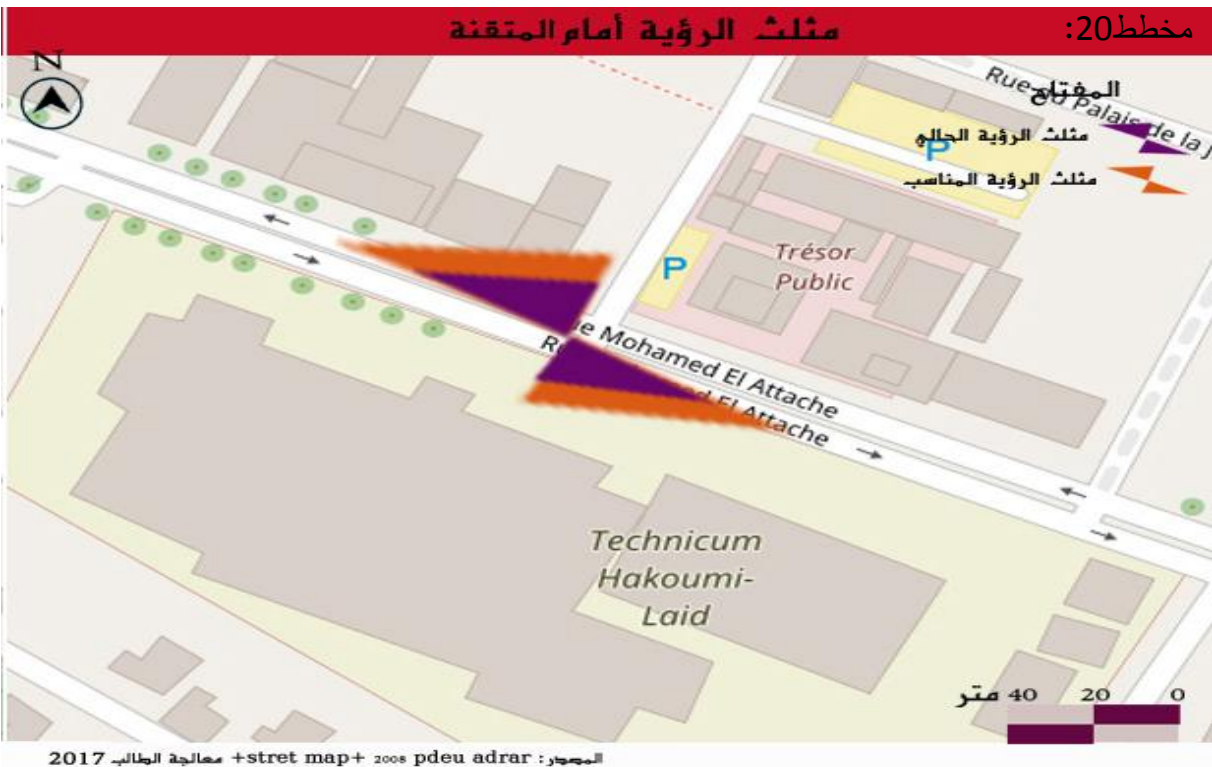 مخطط20:
مثلث الرؤية أمام المتقنة
N
المفتاح
مثلث الرؤية الحالي
مثلث الرؤية المناسب
Rue du Palais de la J
P
P
Trésor
Public
e Mohamed El Attache
R
ed El Attache
Technicum
Hakoumi-
Laid
متر 40 20 0
المصدر: stret map+ 2008 pdeu adrar+ معالجة الطالب 2017